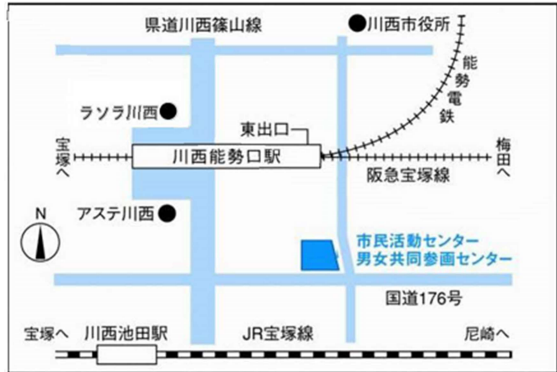 県道川西篠山線
川西市役所
能勢電鉄
ラソラ川西
東出口
宝塚へ
川西能勢口駅
梅田へ
阪急宝塚線
アステ川西
N
市民活動センター
男女共同参画センター
国道176号
宝塚へ
川西池田駅
JR宝塚線
尼崎へ